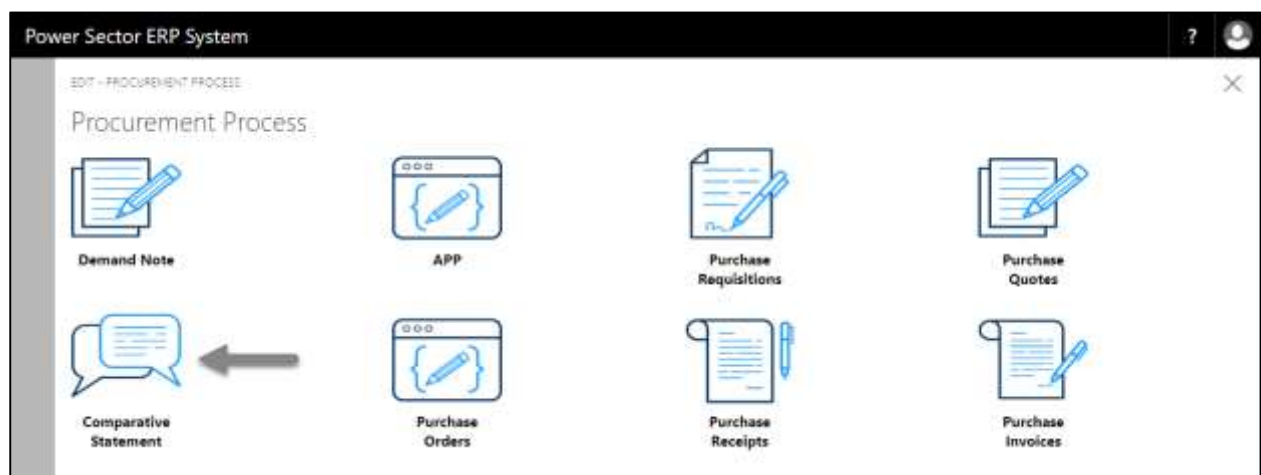 Power Sector ERP System
?
EDIT - PROCUREMENT PROCESS
Procurement Process
Demand Note
APP
Purchase
Requisitions
Purchase
Quotes
Comparative
Statement
Purchase
Orders
Purchase
Receipts
Purchase
Invoices